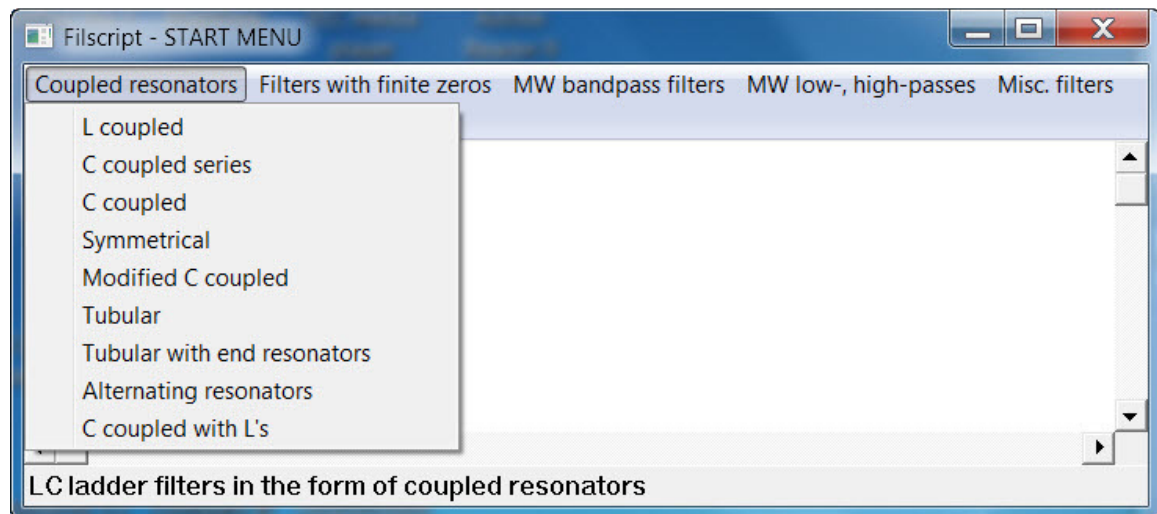 Filscript - START MENU
Coupled resonators Filters with finite zeros MW bandpass filters MW low-, high-passes Misc. filters
L coupled
C coupled series
C coupled
Symmetrical
Modified C coupled
Tubular
Tubular with end resonators
Alternating resonators
C coupled with L's
LC ladder filters in the form of coupled resonators